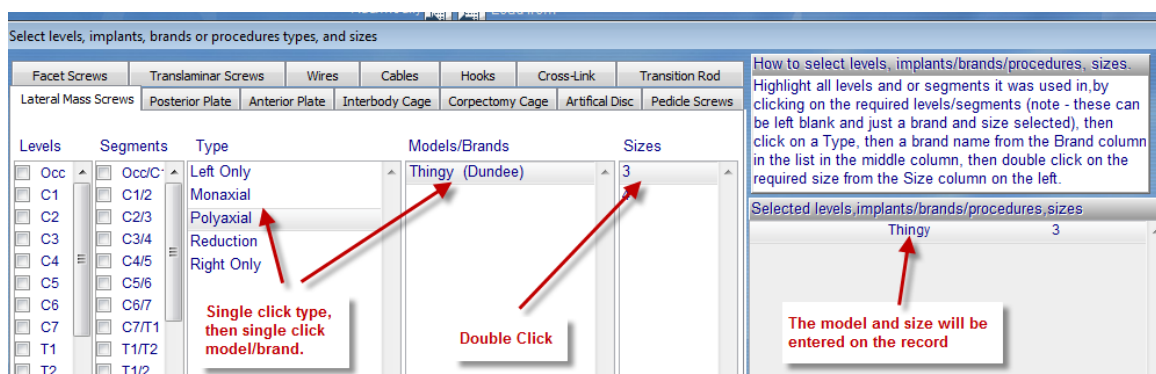 Select levels, implants, brands or procedures types, and sizes
Facet Screws Translaminar Screws Wires Cables Hooks Cross-Link Transition Rod
Lateral Mass Screws Posterior Plate Anterior Plate Interbody Cage Corpectomy Cage Artifical Disc Pedicle Screws
Levels Segments Type Models/Brands Sizes
Occ Occ/C Left Only Thingy (Dundee) 3
C1 C1/2 Monaxial
C2 C2/3 Polyaxial
C3 C3/4 Reduction
C4 C4/5 Right Only
C5 C5/6
C6 C6/7
C7 C7/T1
T1 T1/T2
T2 T1/2
Single click type,
then single click
model/brand.
Double Click
How to select levels, implants/brands/procedures, sizes.
Highlight all levels and or segments it was used in,by
clicking on the required levels/segments (note - these can
be left blank and just a brand and size selected), then
click on a Type, then a brand name from the Brand column
in the list in the middle column, then double click on the
required size from the Size column on the left.
Selected levels,implants/brands/procedures,sizes
Thingy 3
The model and size will be
entered on the record